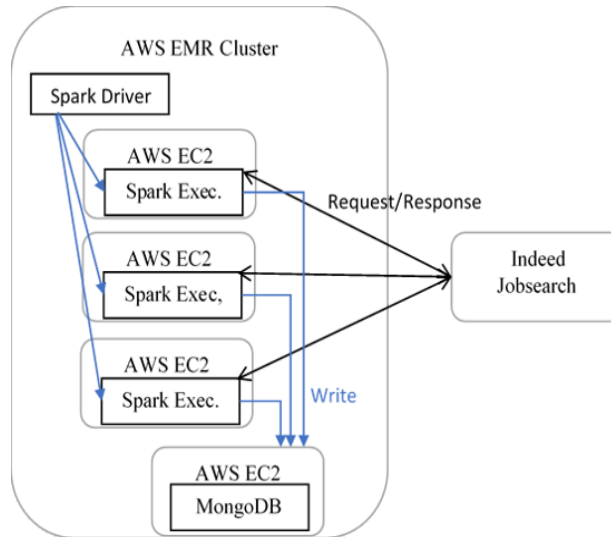 AWS EMR Cluster
Spark Driver
AWS EC2
Spark Exec.
Request/Response
AWS EC2
Spark Exec,
Indeed
Jobsearch
AWS EC2
Spark Exec.
Write
AWS EC2
MongoDB